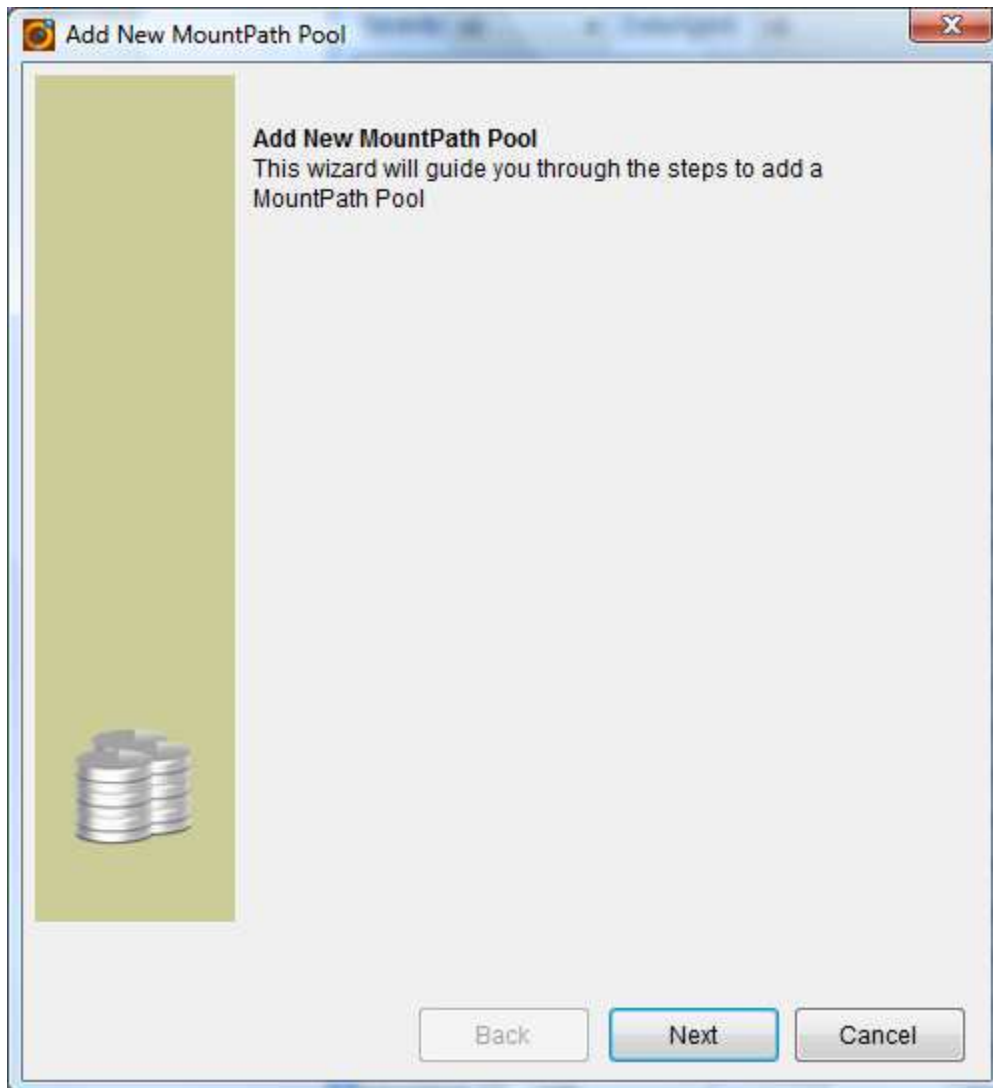 Add New MountPath Pool
Add New MountPath Pool
This wizard will guide you through the steps to add a
MountPath Pool
Back Next Cancel